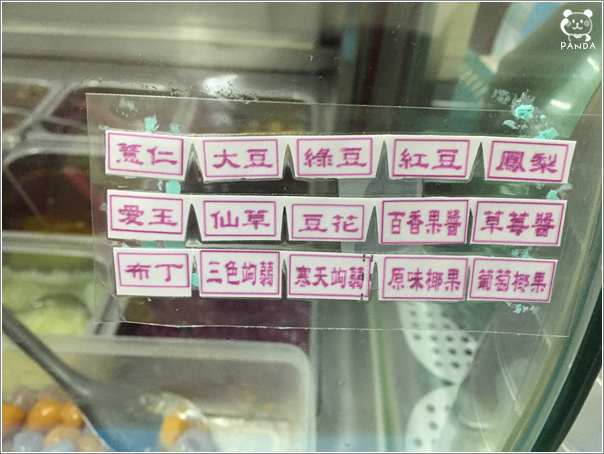 PANDA
薏仁 大豆 綠豆 紅豆 鳳梨
愛玉 仙草 豆花 百香果醬 草莓醬
布丁 三色蒟蒻 寒天蒟蒻 原味椰果 葡萄椰果